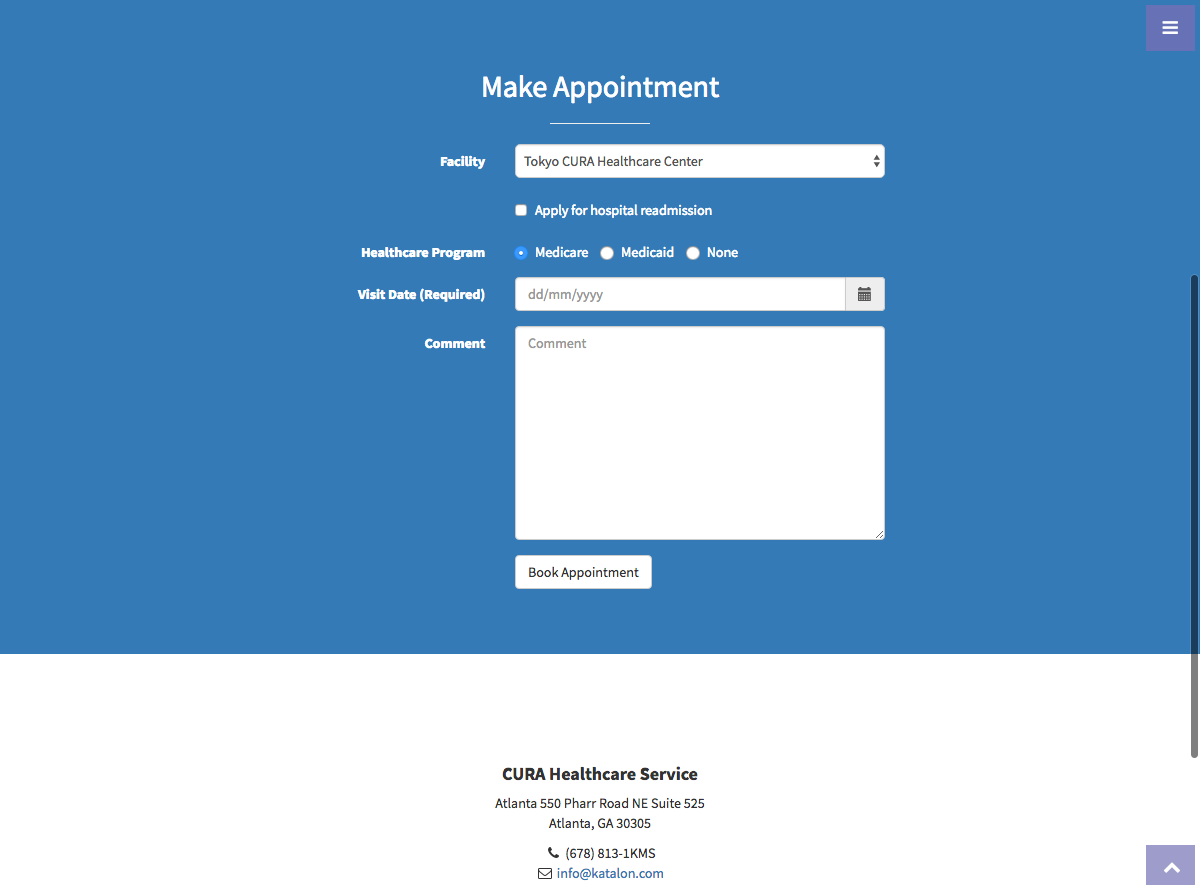 Make Appointment
Facility
Tokyo CURA Healthcare Center
Apply for hospital readmission
Healthcare Program
Medicare Medicaid None
Visit Date (Required)
dd/mm/yyyy
Comment
Comment
Book Appointment
CURA Healthcare Service
Atlanta 550 Pharr Road NE Suite 525
Atlanta, GA 30305
(678) 813-1KMS
info@katalon.com